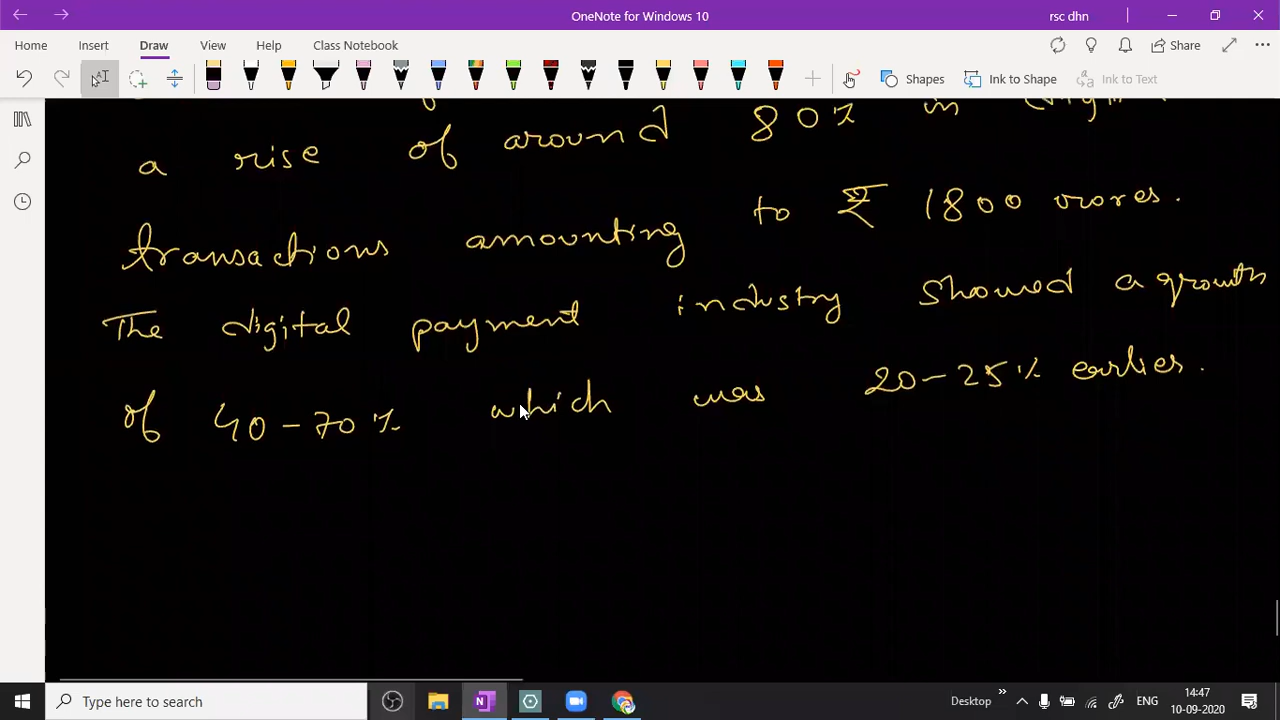 OneNote for Windows 10
rsc dhn
Home Insert Draw View Help Class Notebook
Share
Shapes Ink to Shape Ink to Text
a rise of around 80% in
transactions amounting to ₹ 1800 crores.
The digital payment industry showed a growth
of 40-70% which was 20-25% earlier.
Type here to search
Desktop
ENG
14:47
10-09-2020